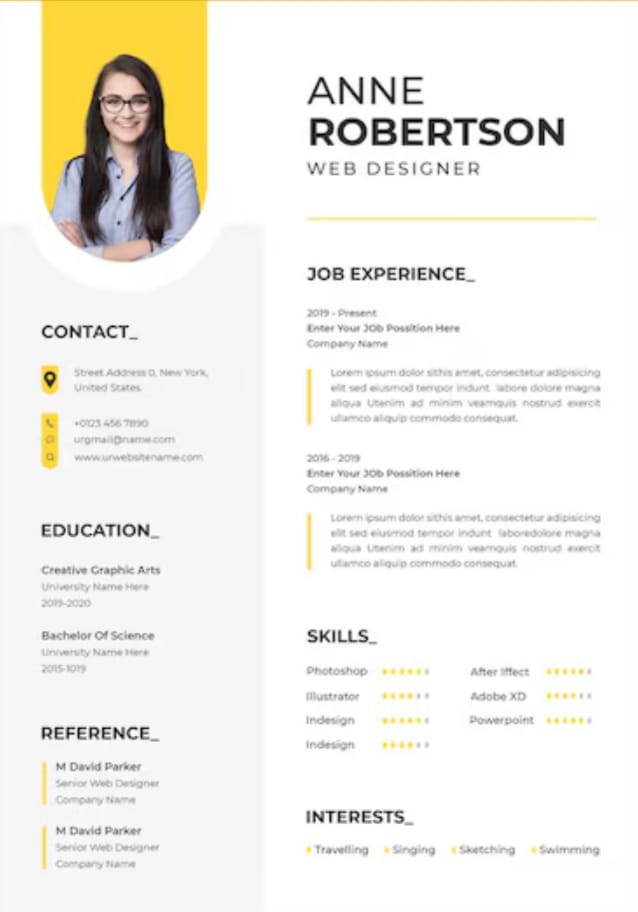 ANNE
ROBERTSON
WEB DESIGNER
CONTACT_
Street Address 0, New York,
United States.
+0123 456 7890
urgmail@name.com
www.urwebsitename.com
EDUCATION_
Creative Graphic Arts
University Name Here
2019-2020
Bachelor Of Science
University Name Here
2015-1019
REFERENCE_
M David Parker
Senior Web Designer
Company Name
M David Parker
Senior Web Designer
Company Name
JOB EXPERIENCE_
2019 - Present
Enter Your JOb Possition Here
Company Name
Lorem ipsum dolor sithis amet, consectetur adipisicing
elit sed eiusmod tempor indunt labore dolore magna
aliqua Utenim ad minim veamquis nostrud exercit
ullamco aliquip commodo consequat.
2016 - 2019
Enter Your JOb Possition Here
Company Name
Lorem ipsum dolor sithis amet, consectetur adipisicing
elit sed eiusmod tempor indunt laboredolore magna
aliqua Utenim ad minim veamquis nostrud exercit
ullamco aliquip commodo consequat.
SKILLS_
Photoshop After Iffect
Illustrator Adobe XD
Indesign Powerpoint
Indesign
INTERESTS_
Travelling Singing Sketching Swimming